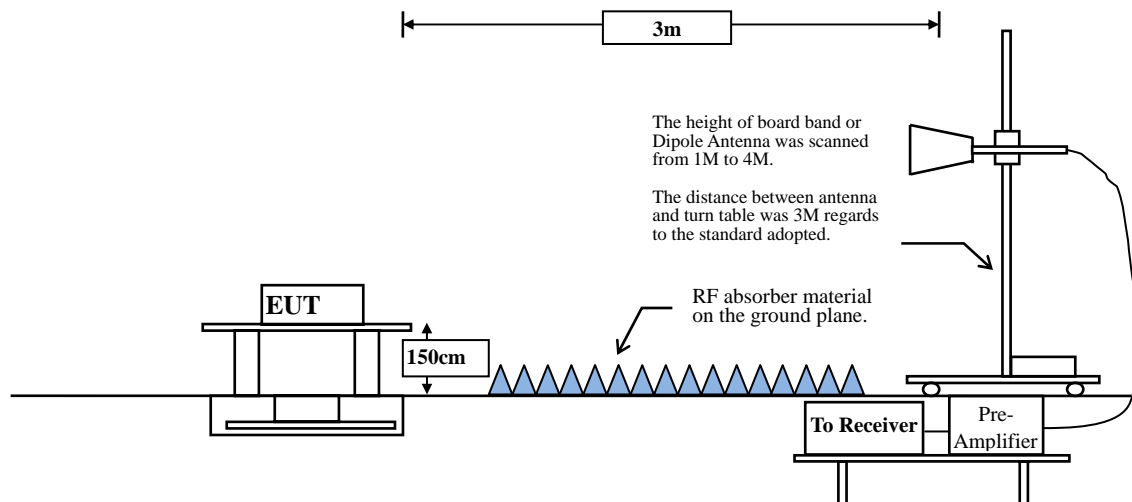 3m
The height of board band or
Dipole Antenna was scanned
from 1M to 4M.
The distance between antenna
and turn table was 3M regards
to the standard adopted.
EUT
RF absorber material
on the ground plane.
150cm
To Receiver
Pre-
Amplifier